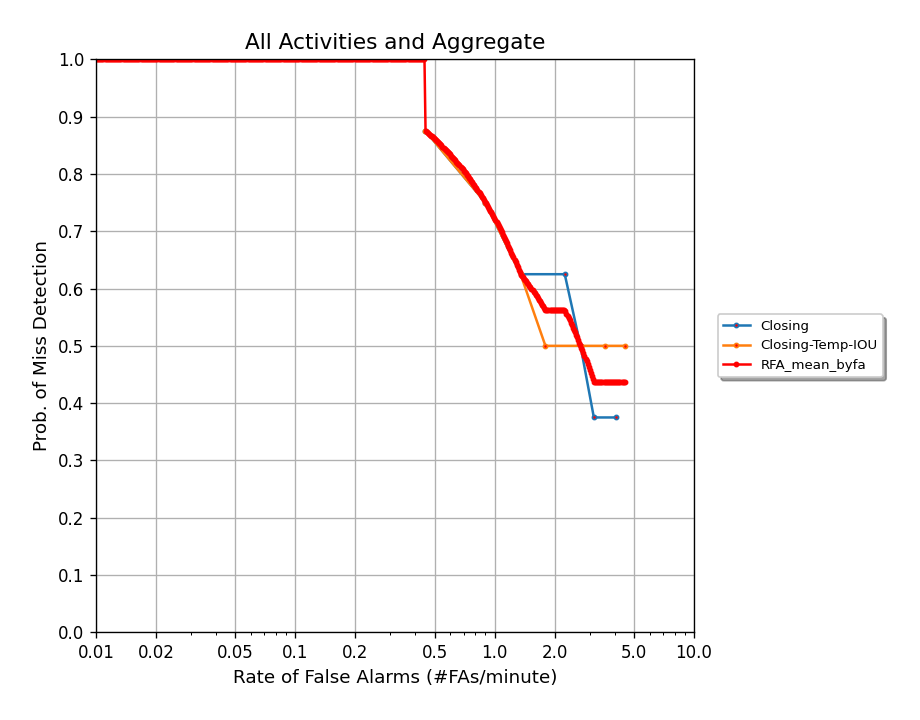 All Activities and Aggregate
1.0
0.9
0.8
0.7
0.6
0.5
0.4
0.3
0.2
0.1
0.0
Prob. of Miss Detection
0.01 0.02 0.05 0.1 0.2 0.5 1.0 2.0 5.0 10.0
Rate of False Alarms (#FAs/minute)
Closing
Closing-Temp-IOU
RFA_mean_byfa